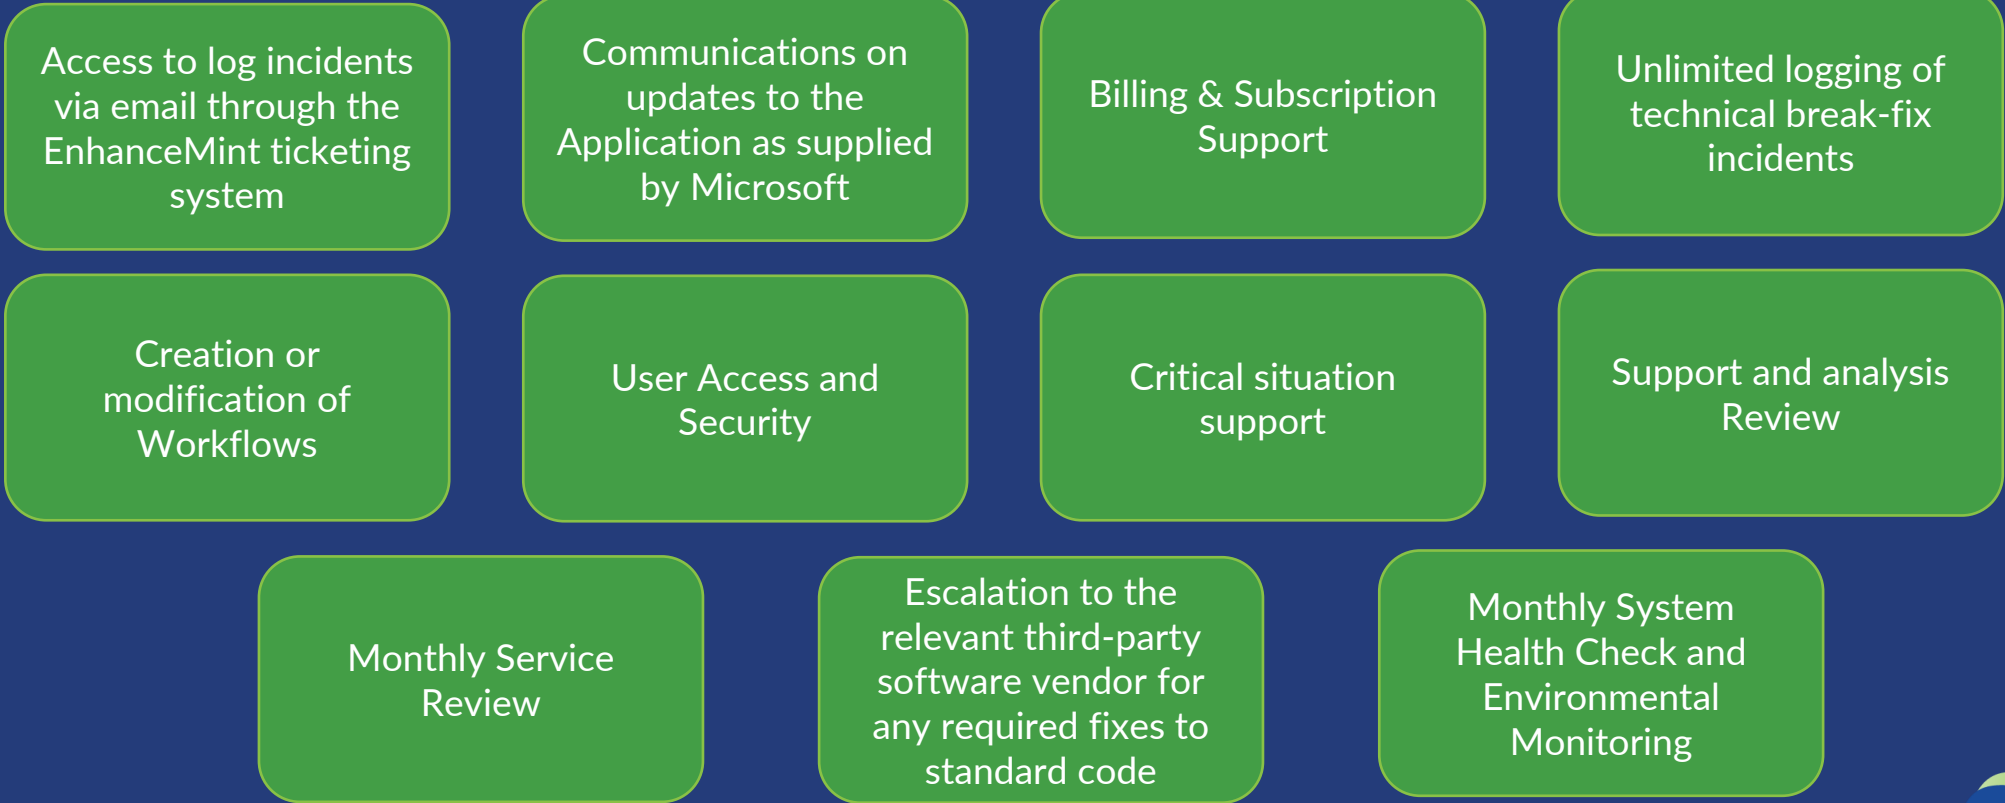 Access to log incidents
via email through the
EnhanceMint ticketing
system
Communications on
updates to the
Application as supplied
by Microsoft
Billing & Subscription
Support
Unlimited logging of
technical break-fix
incidents
Creation or
modification of
Workflows
User Access and
Security
Critical situation
support
Support and analysis
Review
Monthly Service
Review
Escalation to the
relevant third-party
software vendor for
any required fixes to
standard code
Monthly System
Health Check and
Environmental
Monitoring